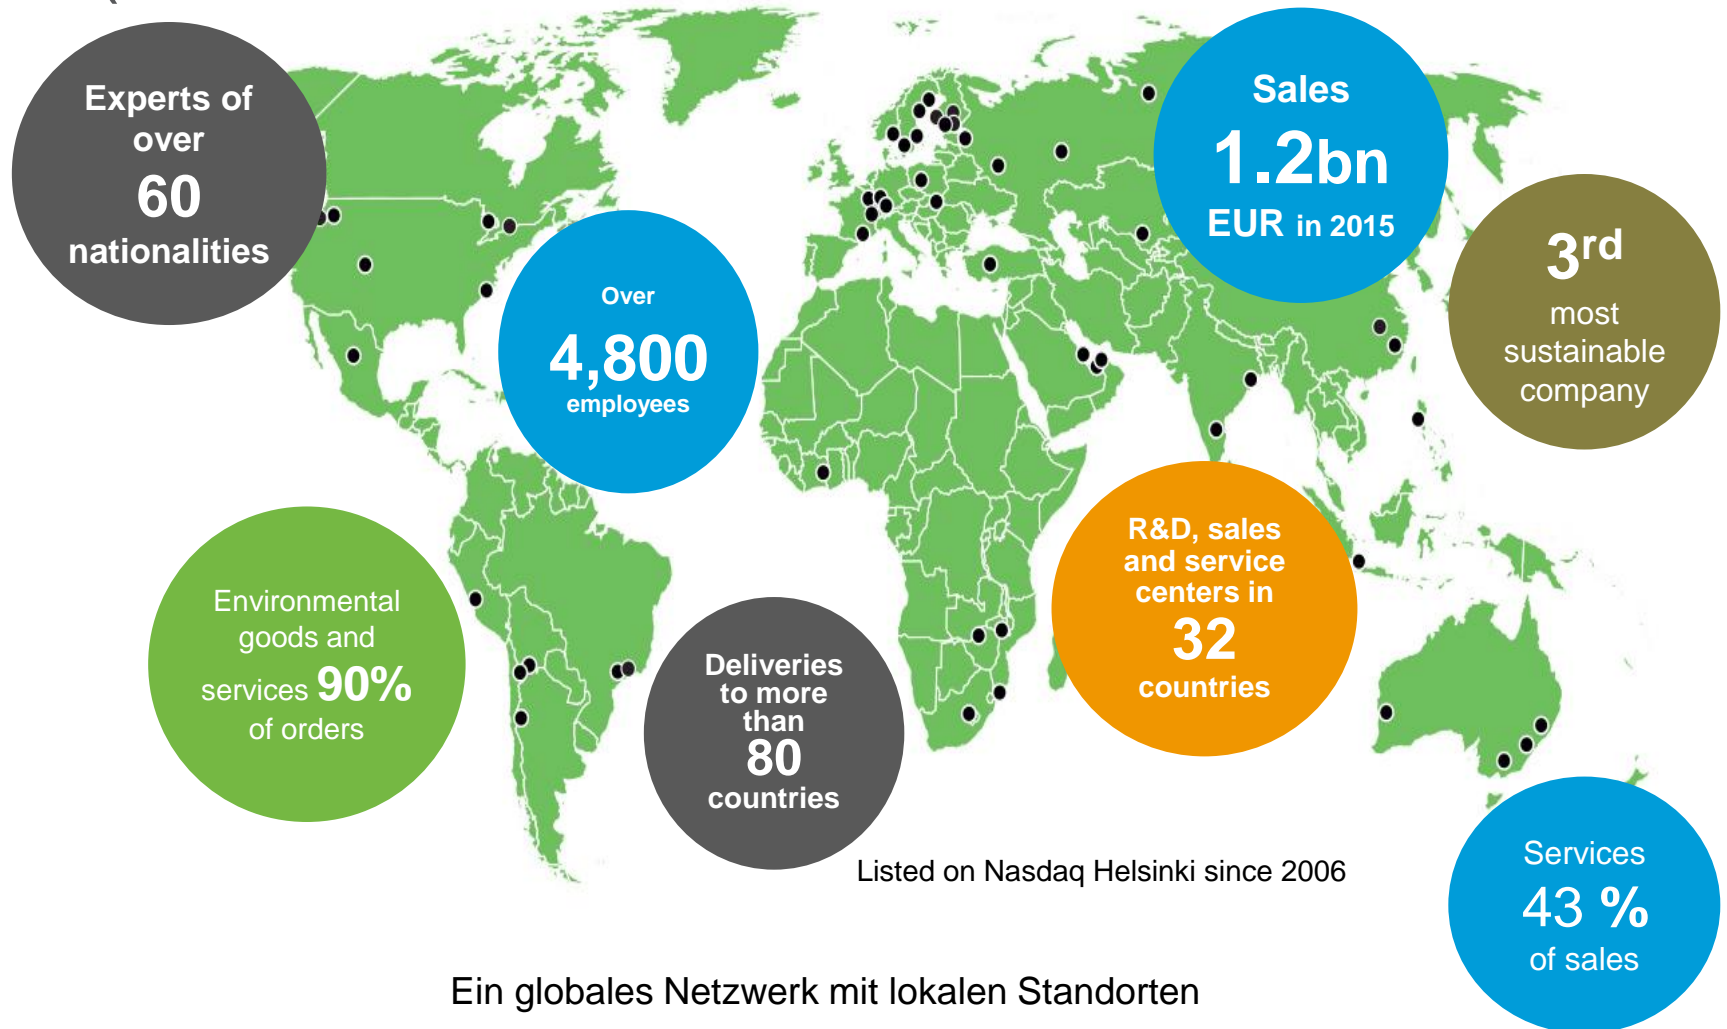 Experts of
over
60
nationalities
Sales
1.2bn
EUR in 2015
3rd
most
sustainable
company
Over
4,800
employees
R&D, sales
and service
centers in
32
countries
Environmental
goods and
services 90%
of orders
Deliveries
to more
than
80
countries
Listed on Nasdaq Helsinki since 2006
Services
43 %
of sales
Ein globales Netzwerk mit lokalen Standorten